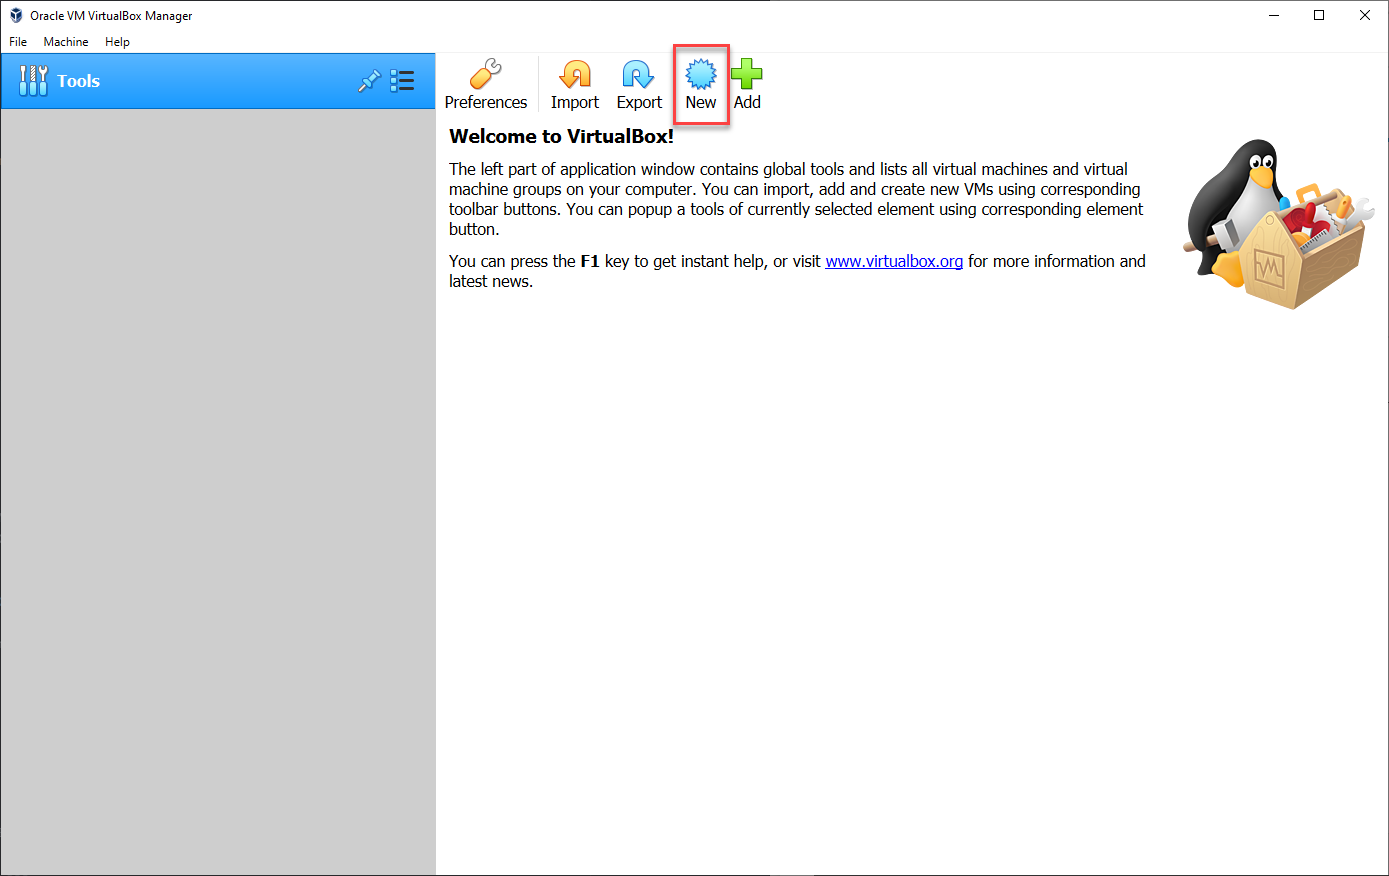 Oracle VM VirtualBox Manager
File Machine Help
Tools
Preferences Import Export New Add
Welcome to VirtualBox!
The left part of application window contains global tools and lists all virtual machines and virtual
machine groups on your computer. You can import, add and create new VMs using corresponding
toolbar buttons. You can popup a tools of currently selected element using corresponding element
button.
You can press the F1 key to get instant help, or visit www.virtualbox.org for more information and
latest news.